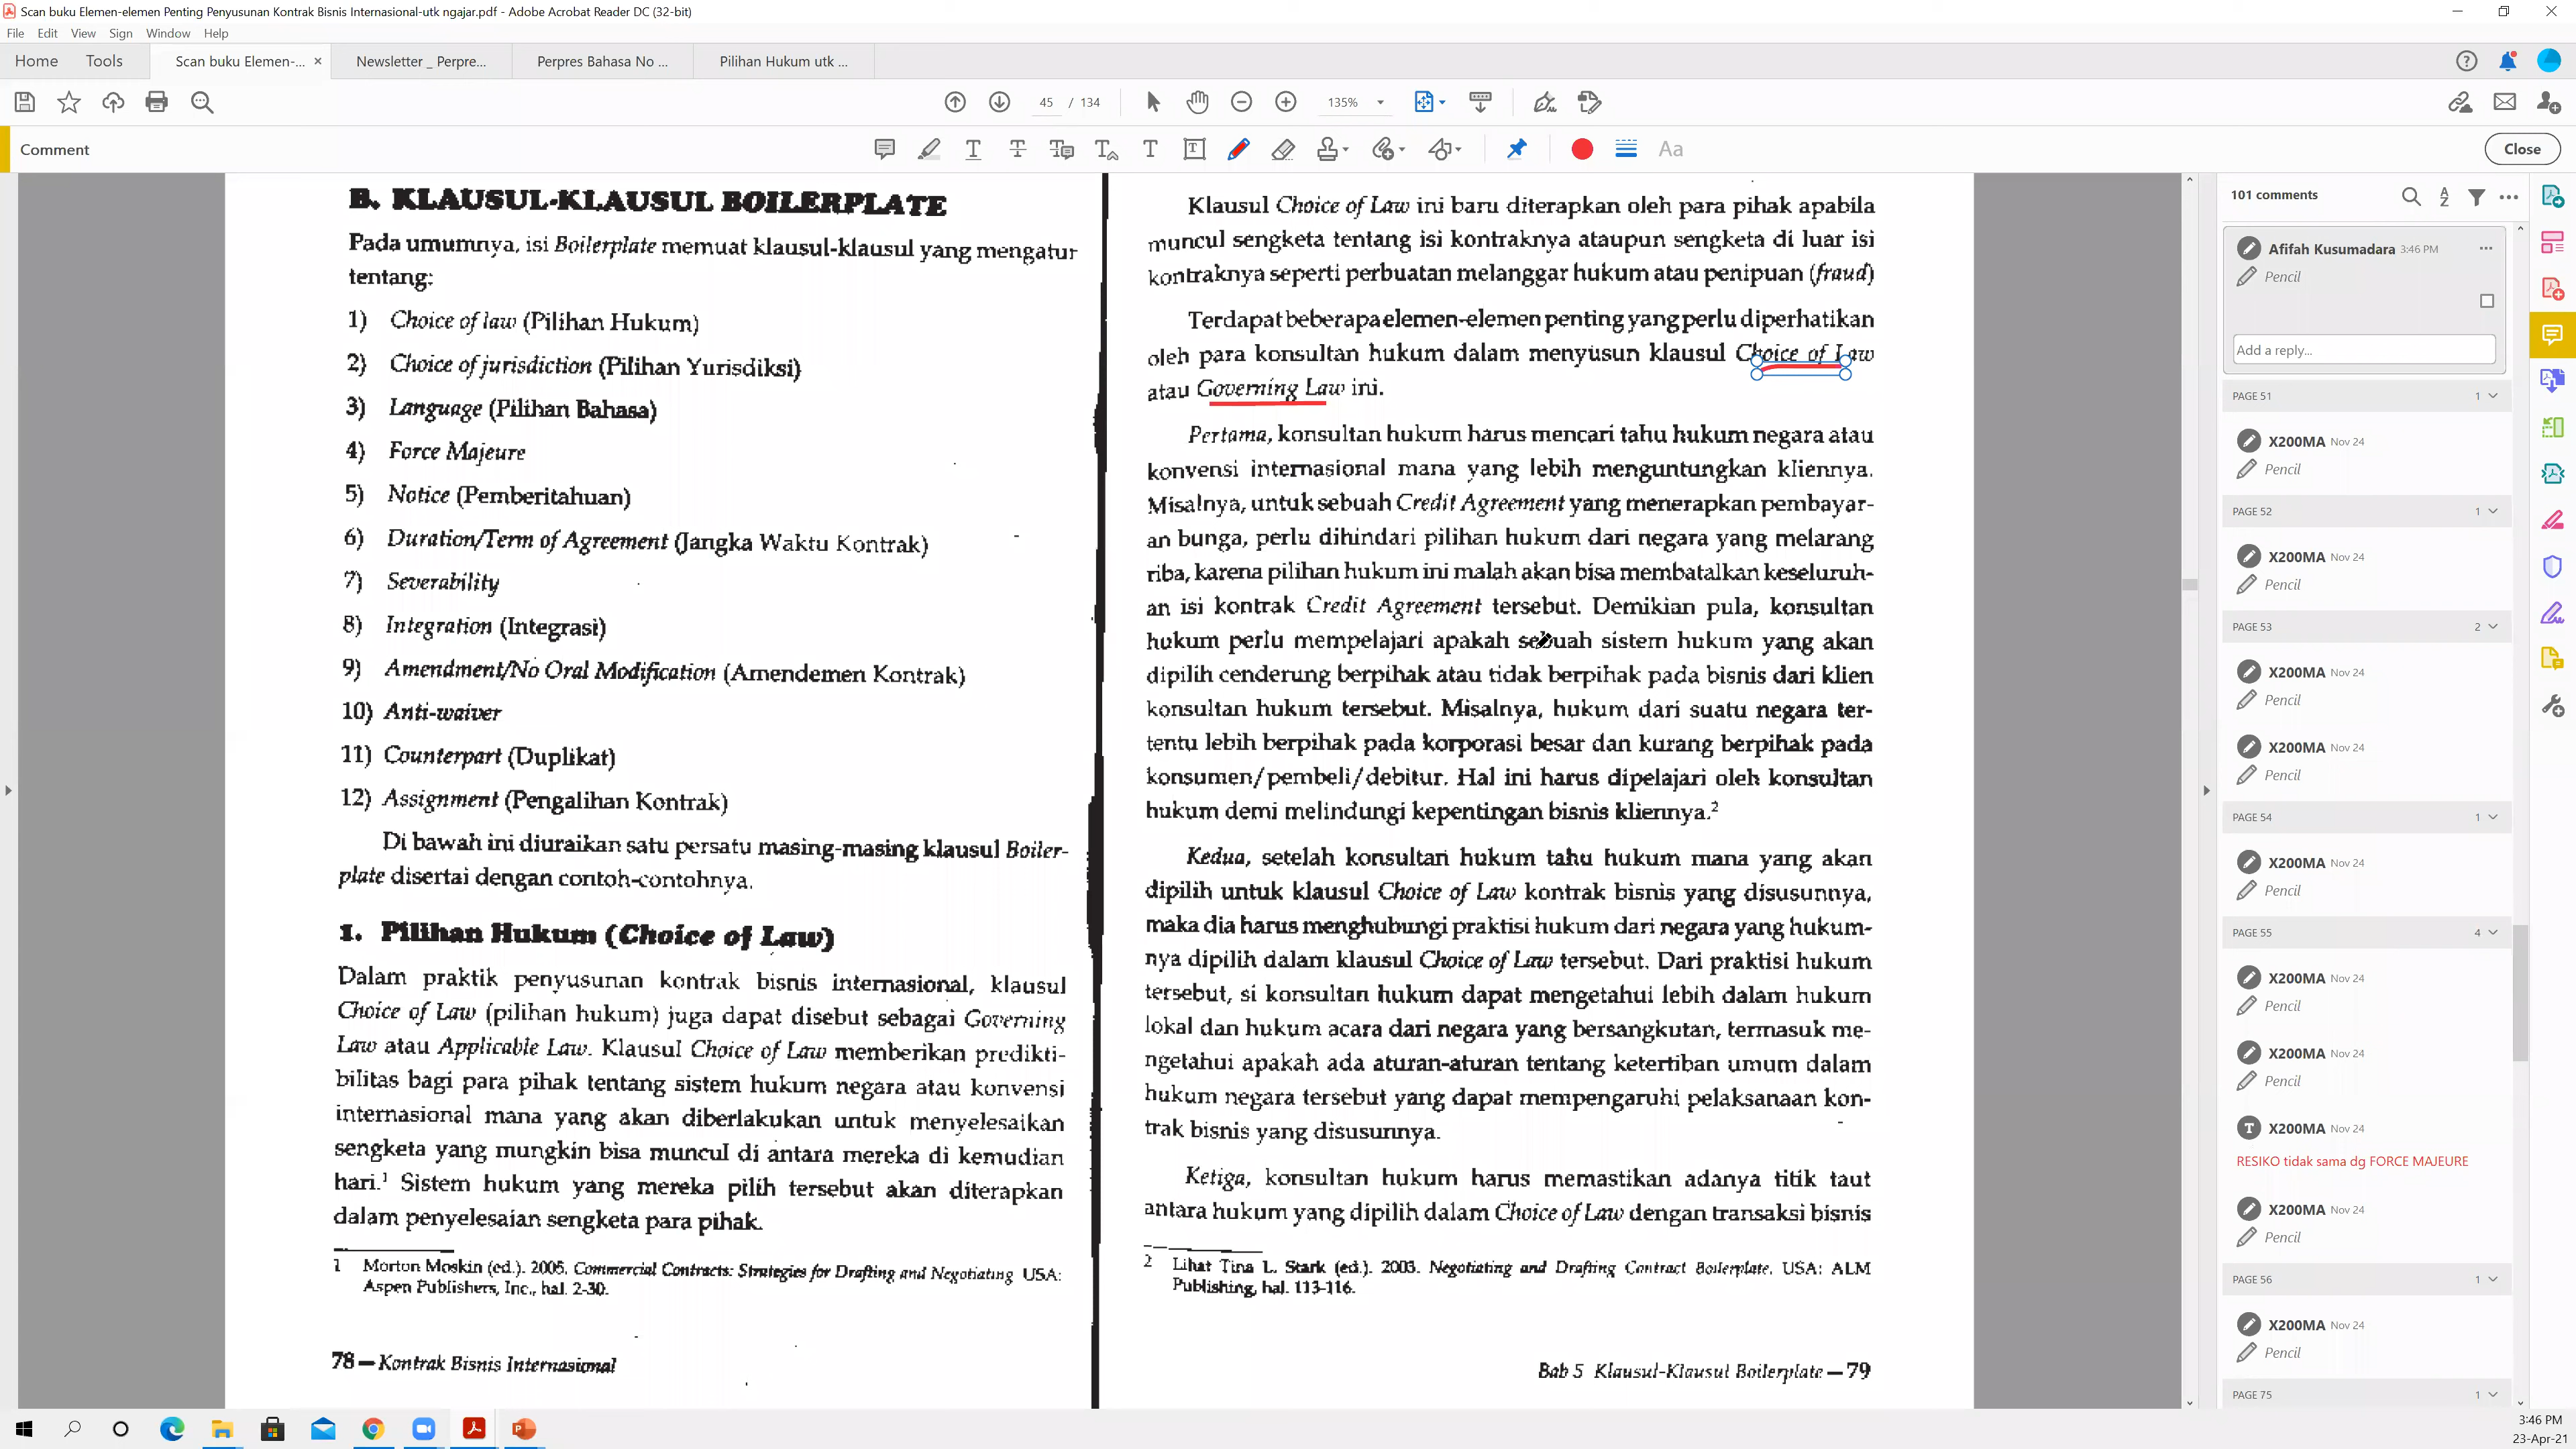 Scan buku Elemen-elemen Penting Penyusunan Kontrak Bisnis Internasional-utk ngajar.pdf - Adobe Acrobat Reader DC (32-bit)
File Edit View Sign Window Help
Home Tools Scan buku Elemen-... × Newsletter _ Perpre... Perpres Bahasa No ... Pilihan Hukum utk ...
45 / 134 135%
Comment Close
B. KLAUSUL-KLAUSUL BOILERPLATE
Pada umumnya, isi Boilerplate memuat klausul-klausul yang mengatur
tentang:
1) Choice of law (Pilihan Hukum)
2) Choice of jurisdiction (Pilihan Yurisdiksi)
3) Language (Pilihan Bahasa)
4) Force Majeure
5) Notice (Pemberitahuan)
6) Duration/Term of Agreement (Jangka Waktu Kontrak)
7) Severability
8) Integration (Integrasi)
9) Amendment/No Oral Modification (Amendemen Kontrak)
10) Anti-waiver
11) Counterpart (Duplikat)
12) Assignment (Pengalihan Kontrak)
Di bawah ini diuraikan satu persatu masing-masing klausul Boiler-
plate disertai dengan contoh-contohnya.
1. Pilihan Hukum (Choice of Law)
Dalam praktik penyusunan kontrak bisnis internasional, klausul
Choice of Law (pilihan hukum) juga dapat disebut sebagai Governing
Law atau Applicable Law. Klausul Choice of Law memberikan predikti-
bilitas bagi para pihak tentang sistem hukum negara atau konvensi
internasional mana yang akan diberlakukan untuk menyelesaikan
sengketa yang mungkin bisa muncul di antara mereka di kemudian
hari.1 Sistem hukum yang mereka pilih tersebut akan diterapkan
dalam penyelesaian sengketa para pihak.
1 Morton Moskin (ed.). 2005. Commercial Contracts: Strategies for Drafting and Negotiating USA:
Aspen Publishers, Inc., hal. 2-30.
78 — Kontrak Bisnis Internasional
Klausul Choice of Law ini baru diterapkan oleh para pihak apabila
muncul sengketa tentang isi kontraknya ataupun sengketa di luar isi
kontraknya seperti perbuatan melanggar hukum atau penipuan (fraud)
Terdapat beberapa elemen-elemen penting yang perlu diperhatikan
oleh para konsultan hukum dalam menyusun klausul Choice of Law
atau Governing Law ini.
Pertama, konsultan hukum harus mencari tahu hukum negara atau
konvensi internasional mana yang lebih menguntungkan kliennya.
Misalnya, untuk sebuah Credit Agreement yang menerapkan pembayar-
an bunga, perlu dihindari pilihan hukum dari negara yang melarang
riba, karena pilihan hukum ini malah akan bisa membatalkan keseluruh-
an isi kontrak Credit Agreement tersebut. Demikian pula, konsultan
hukum perlu mempelajari apakah sebuah sistem hukum yang akan
dipilih cenderung berpihak atau tidak berpihak pada bisnis dari klien
konsultan hukum tersebut. Misalnya, hukum dari suatu negara ter-
tentu lebih berpihak pada korporasi besar dan kurang berpihak pada
konsumen/pembeli/debitur. Hal ini harus dipelajari oleh konsultan
hukum demi melindungi kepentingan bisnis kliennya.2
Kedua, setelah konsultan hukum tahu hukum mana yang akan
dipilih untuk klausul Choice of Law kontrak bisnis yang disusunnya,
maka dia harus menghubungi praktisi hukum dari negara yang hukum-
nya dipilih dalam klausul Choice of Law tersebut. Dari praktisi hukum
tersebut, si konsultan hukum dapat mengetahui lebih dalam hukum
lokal dan hukum acara dari negara yang bersangkutan, termasuk me-
ngetahui apakah ada aturan-aturan tentang ketertiban umum dalam
hukum negara tersebut yang dapat mempengaruhi pelaksanaan kon-
trak bisnis yang disusunnya.
Ketiga, konsultan hukum harus memastikan adanya titik taut
antara hukum yang dipilih dalam Choice of Law dengan transaksi bisnis
2 Lihat Tina L. Stark (ed.). 2003. Negotiating and Drafting Contract Boilerplate. USA: ALM
Publishing, hal. 113-116.
Bab 5 Klausul-Klausul Boilerplate — 79
101 comments
Afifah Kusumadara 3:46 PM
Pencil
Add a reply...
PAGE 51 1
X200MA Nov 24
Pencil
PAGE 52 1
X200MA Nov 24
Pencil
PAGE 53 2
X200MA Nov 24
Pencil
X200MA Nov 24
Pencil
PAGE 54 1
X200MA Nov 24
Pencil
PAGE 55 4
X200MA Nov 24
Pencil
X200MA Nov 24
Pencil
X200MA Nov 24
RESIKO tidak sama dg FORCE MAJEURE
X200MA Nov 24
Pencil
PAGE 56 1
X200MA Nov 24
Pencil
PAGE 75 1
3:46 PM
23-Apr-21